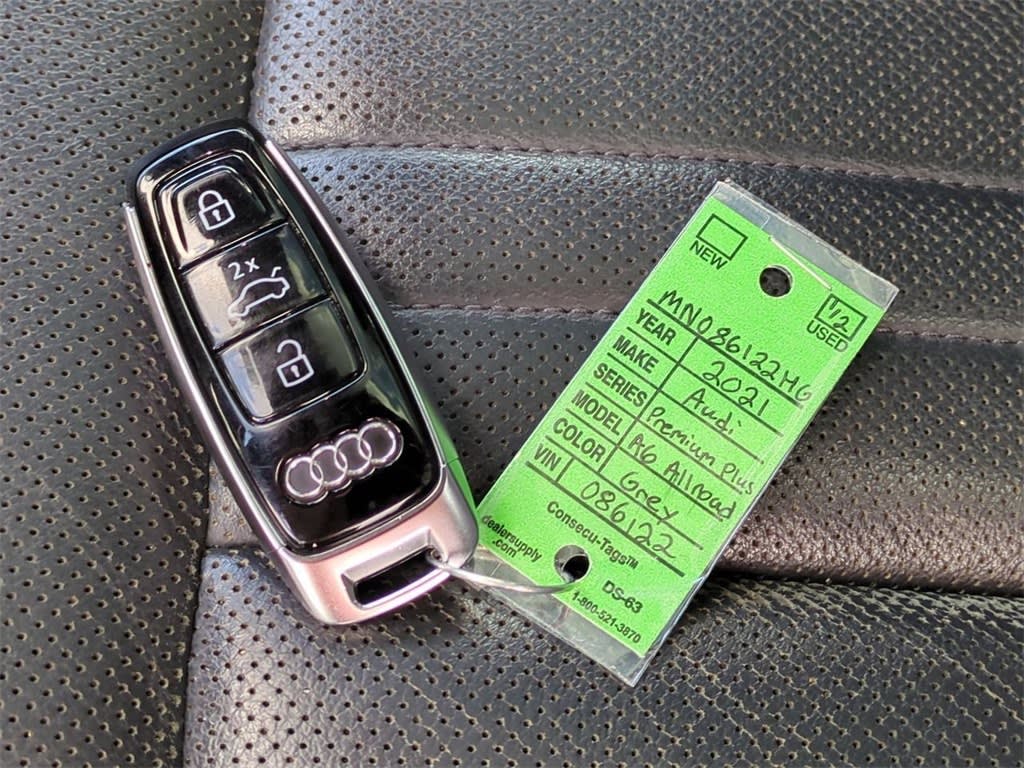 2x
NEW
1/2
USED
MN086122HG
YEAR 2021
MAKE Audi
SERIES Premium Plus
MODEL A6 Allroad
COLOR Grey
VIN 086122
Consecu-Tags™
dealersupply
.com
DS-63
1-800-521-3870